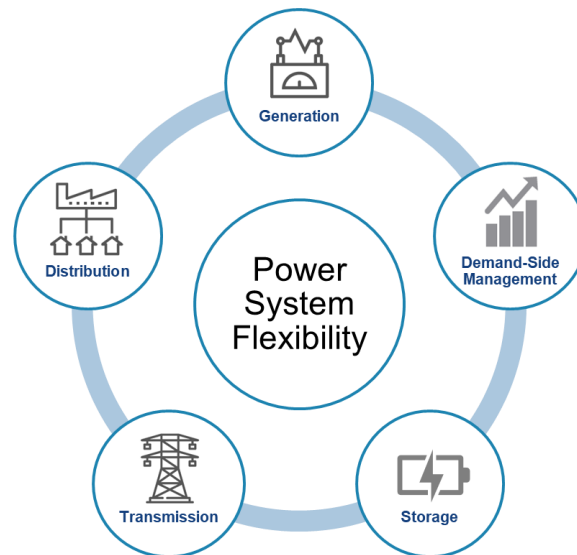 Generation
Demand-Side
Management
Storage
Transmission
Distribution
Power
System
Flexibility